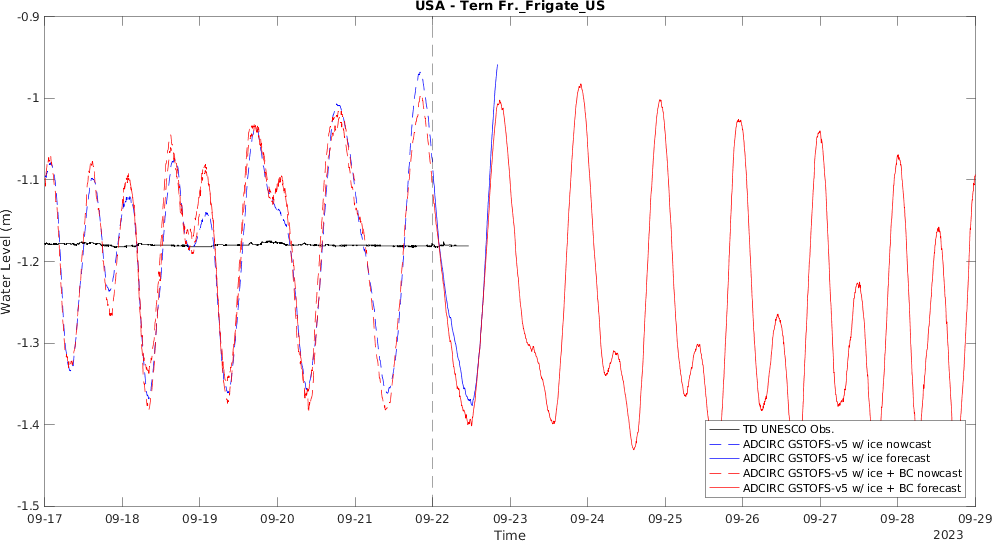 USA - Tern Fr._Frigate_US
-0.9
-1
-1.1
-1.2
-1.3
-1.4
-1.5
Water Level (m)
09-17 09-18 09-19 09-20 09-21 09-22 09-23 09-24 09-25 09-26 09-27 09-28 09-29
Time
2023
TD UNESCO Obs.
ADCIRC GSTOFS-v5 w/ ice nowcast
ADCIRC GSTOFS-v5 w/ ice forecast
ADCIRC GSTOFS-v5 w/ ice + BC nowcast
ADCIRC GSTOFS-v5 w/ ice + BC forecast